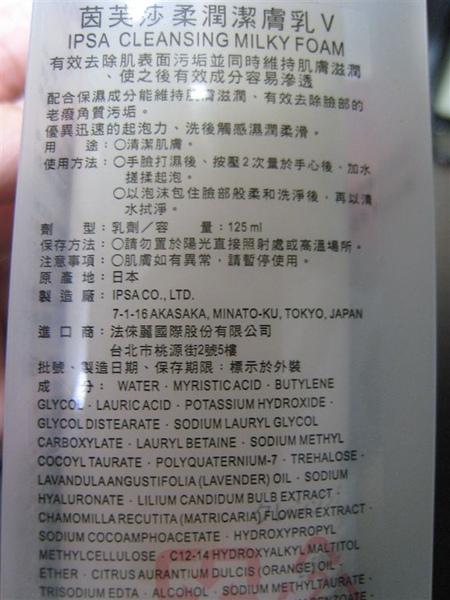 茵芙莎柔潤潔膚乳V
IPSA CLEANSING MILKY FOAM
有效去除肌表面污垢並同時維持肌膚滋潤
、使之後有效成分容易滲透
配合保濕成分能維持肌膚滋潤、有效去除臉部的
老廢角質污垢。
優異迅速的起泡力、洗後觸感濕潤柔滑。
用 途:○清潔肌膚。
使用方法:○手臉打濕後、按壓2次量於手心後、加水
搓揉起泡。
○以泡沫包住臉部般柔和洗淨後,再以清
水拭淨。
劑 型:乳劑/容 量:125ml
保存方法:○請勿置於陽光直接照射處或高溫場所。
注意事項:○肌膚如有異常,請暫停使用。
原 產 地:日本
製 造 廠:IPSA CO., LTD.
7-1-16 AKASAKA, MINATO-KU, TOKYO, JAPAN
進 口 商:法徠麗國際股份有限公司
台北市桃源街2號5樓
批號、製造日期、保存期限:標示於外裝
成 分: WATER · MYRISTIC ACID · BUTYLENE
GLYCOL · LAURIC ACID · POTASSIUM HYDROXIDE ·
GLYCOL DISTEARATE · SODIUM LAURYL GLYCOL
CARBOXYLATE · LAURYL BETAINE · SODIUM METHYL
COCOYL TAURATE · POLYQUATERNIUM-7 · TREHALOSE ·
LAVANDULA ANGUSTIFOLIA (LAVENDER) OIL · SODIUM
HYALURONATE · LILIUM CANDIDUM BULB EXTRACT ·
CHAMOMILLA RECUTITA (MATRICARIA) FLOWER EXTRACT ·
SODIUM COCOAMPHOACETATE · HYDROXYPROPYL
METHYLCELLULOSE · C12-14 HYDROXYALKYL MALTITOL
ETHER · CITRUS AURANTIUM DULCIS (ORANGE) OIL ·
TRISODIUM EDTA · ALCOHOL · SODIUM METHYLTAURATE ·